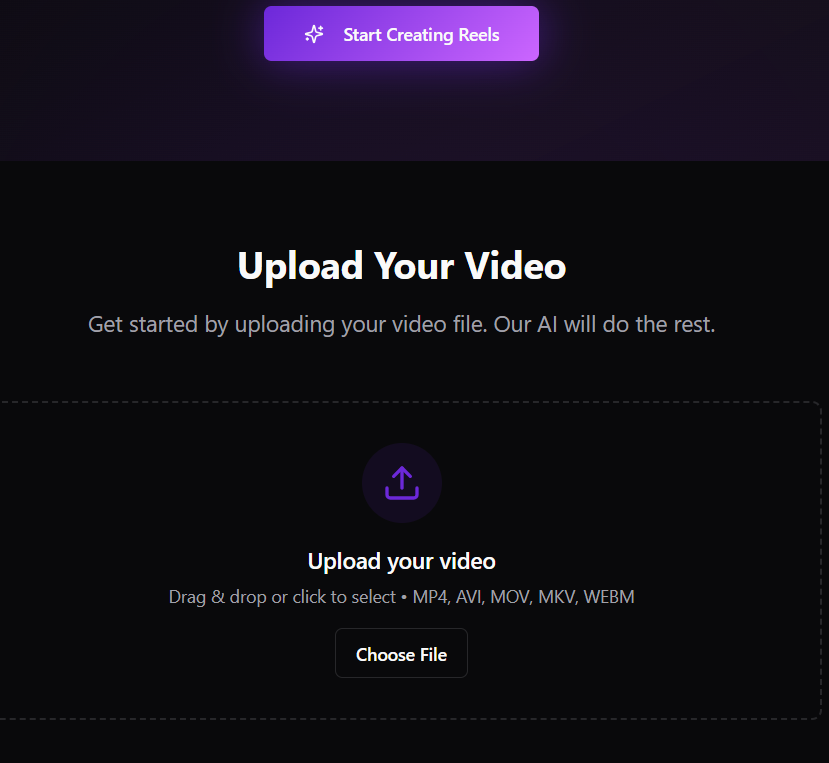 Start Creating Reels
Upload Your Video
Get started by uploading your video file. Our AI will do the rest.
Upload your video
Drag & drop or click to select • MP4, AVI, MOV, MKV, WEBM
Choose File